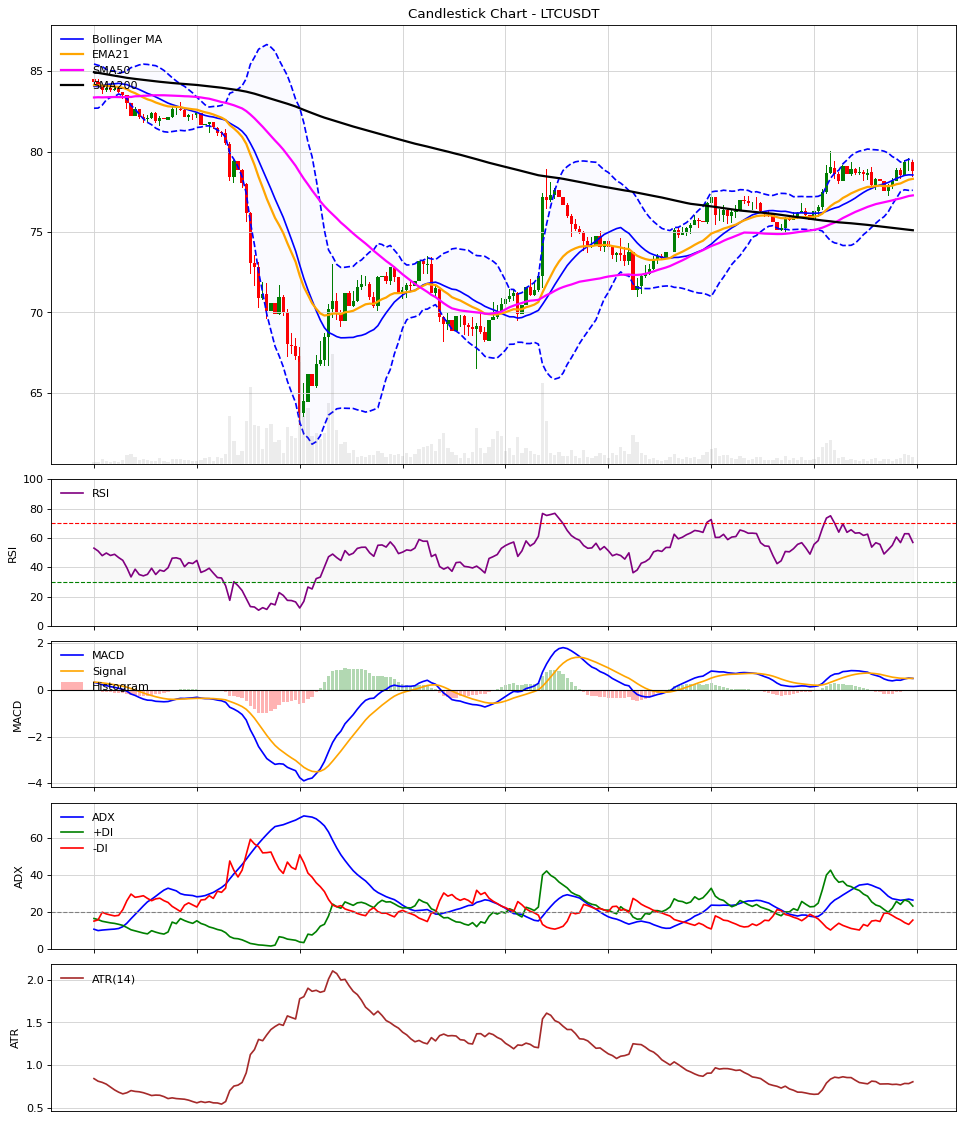 Candlestick Chart - LTCUSDT
Bollinger MA
EMA21
SMA50
SMA200
85
80
75
70
65
RSI
100
80
60
40
20
0
RSI
MACD
Signal
Histogram
2
0
−2
−4
MACD
ADX
+DI
-DI
60
40
20
0
ADX
ATR(14)
2.0
1.5
1.0
0.5
ATR